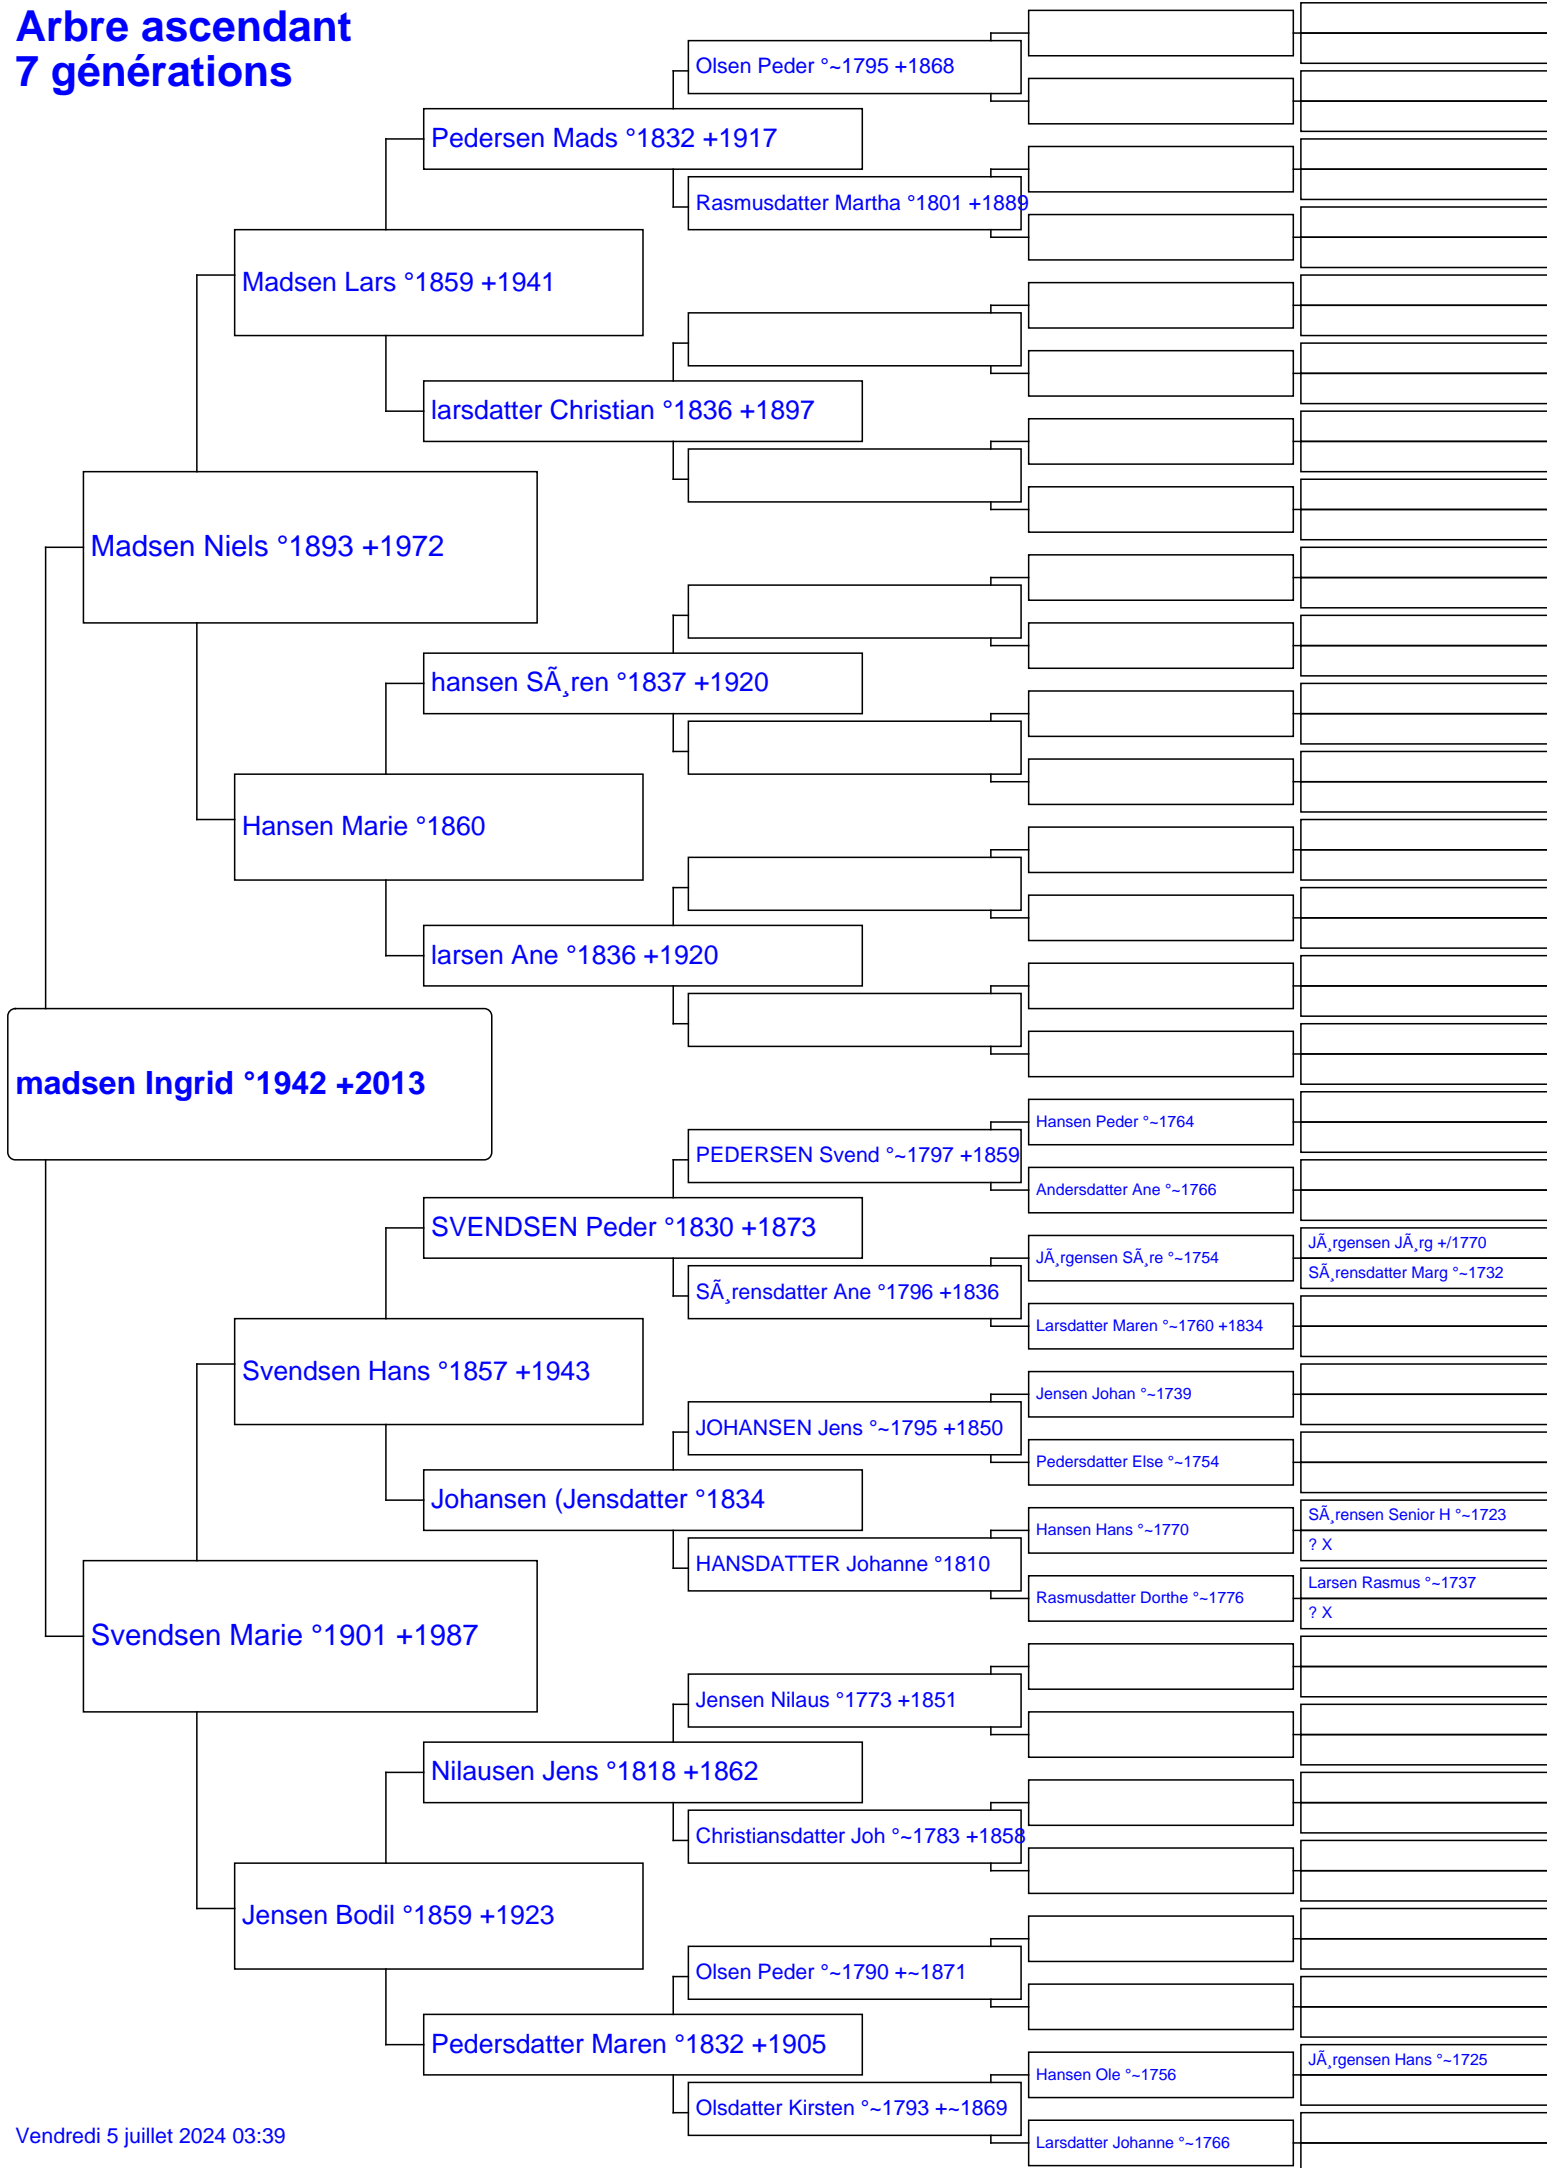 Arbre ascendant
7 générations
Olsen Peder °~1795 +1868
Pedersen Mads °1832 +1917
Rasmusdatter Martha °1801 +1889
Madsen Lars °1859 +1941
larsdatter Christian °1836 +1897
Madsen Niels °1893 +1972
hansen SÃ¸ren °1837 +1920
Hansen Marie °1860
larsen Ane °1836 +1920
madsen Ingrid °1942 +2013
Hansen Peder °~1764
PEDERSEN Svend °~1797 +1859
Andersdatter Ane °~1766
SVENDSEN Peder °1830 +1873
JÃ¸rgensen JÃ¸rg +/1770
JÃ¸rgensen SÃ¸re °~1754
SÃ¸rensdatter Marg °~1732
SÃ¸rensdatter Ane °1796 +1836
Larsdatter Maren °~1760 +1834
Svendsen Hans °1857 +1943
Jensen Johan °~1739
JOHANSEN Jens °~1795 +1850
Pedersdatter Else °~1754
Johansen (Jensdatter °1834
SÃ¸rensen Senior H °~1723
Hansen Hans °~1770
? X
HANSDATTER Johanne °1810
Larsen Rasmus °~1737
Rasmusdatter Dorthe °~1776
? X
Svendsen Marie °1901 +1987
Jensen Nilaus °1773 +1851
Nilausen Jens °1818 +1862
Christiansdatter Joh °~1783 +1858
Jensen Bodil °1859 +1923
Olsen Peder °~1790 +~1871
Pedersdatter Maren °1832 +1905
JÃ¸rgensen Hans °~1725
Hansen Ole °~1756
Olsdatter Kirsten °~1793 +~1869
Larsdatter Johanne °~1766
Vendredi 5 juillet 2024 03:39